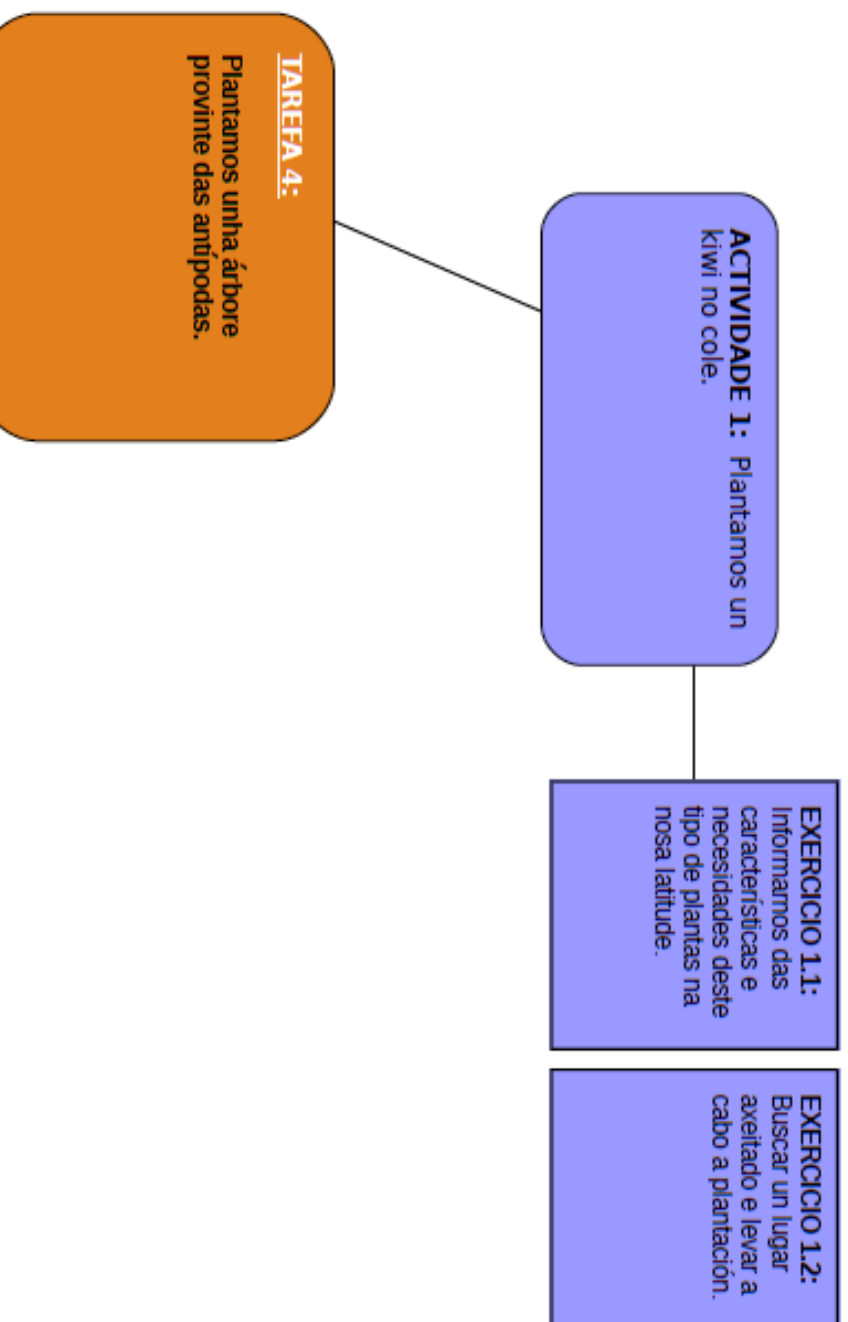 TAREFA 4:
Plantamos unha árbore
provinte das antípodas.
ACTIVIDADE 1: Plantamos un
kiwi no cole.
EXERCICIO 1.1:
Informarnos das
características e
necesidades deste
tipo de plantas na
nosa latitude.
EXERCICIO 1.2:
Buscar un lugar
axeitado e levar a
cabo a plantación.